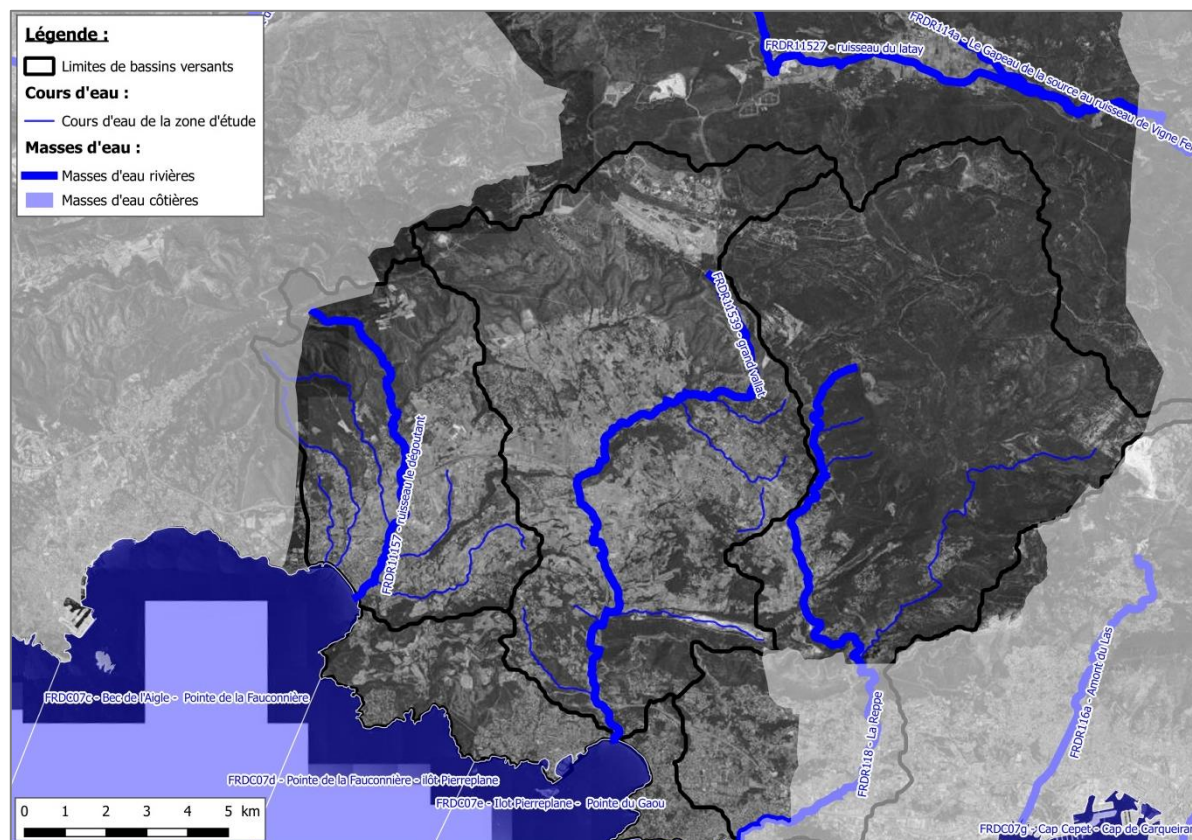 Légende :
Limites de bassins versants
Cours d'eau :
Cours d'eau de la zone d'étude
Masses d'eau :
Masses d'eau rivières
Masses d'eau côtières
FRDR11527 - ruisseau du latay
FRDR114a - Le Gapeau de la source au ruisseau de Vigne Fer
FRDR11539 - grand vallat
FRDR11157 - ruisseau le dégoutant
FRDR116a - Amont du Las
FRDR118 - La Reppe
FRDC07c - Bec de l'Aigle - Pointe de la Fauconnière
FRDC07d - Pointe de la Fauconnière - ilôt Pierreplane
FRDC07e - Ilot Pierreplane - Pointe du Gaou
FRDC07g - Cap Cepet - Cap de Carqueira
0 1 2 3 4 5 km